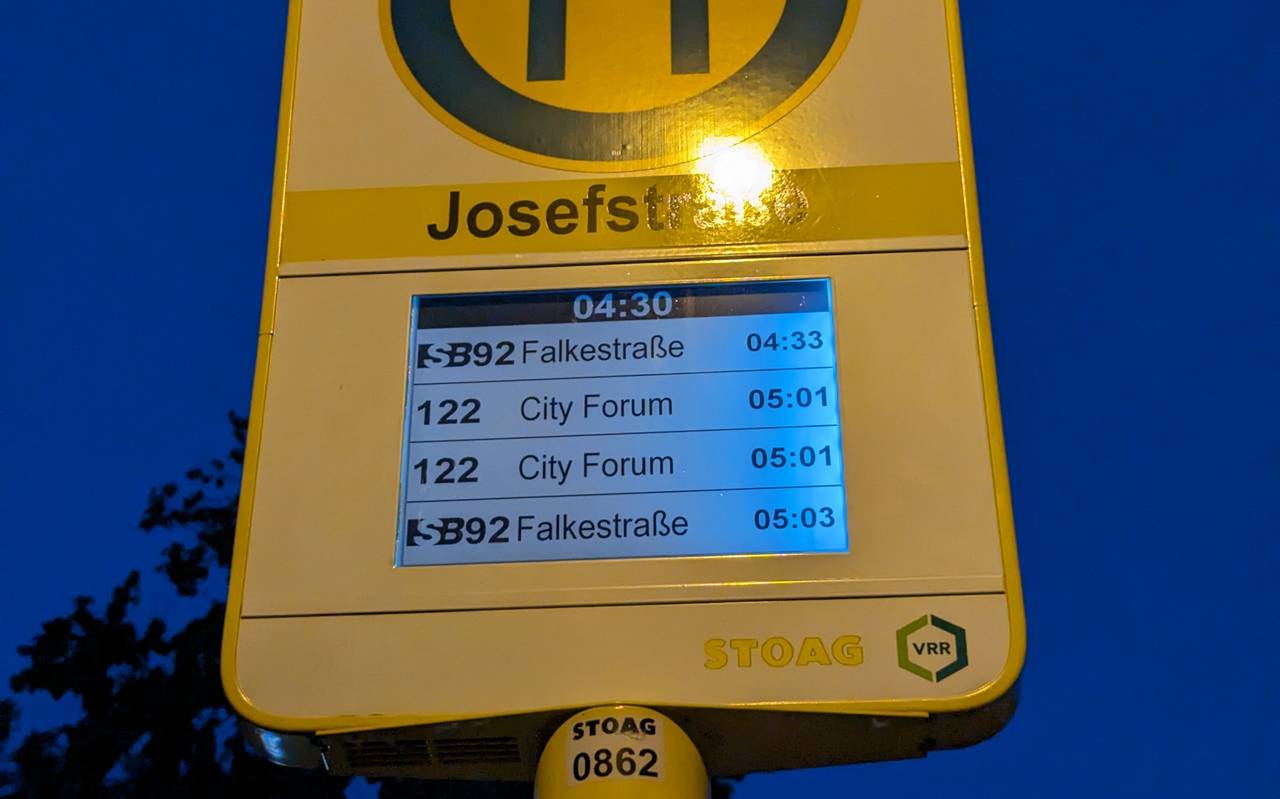 Josefstraße
04:30
SB92 Falkestraße 04:33
122 City Forum 05:01
122 City Forum 05:01
SB92 Falkestraße 05:03
STOAG VRR
STOAG
0862